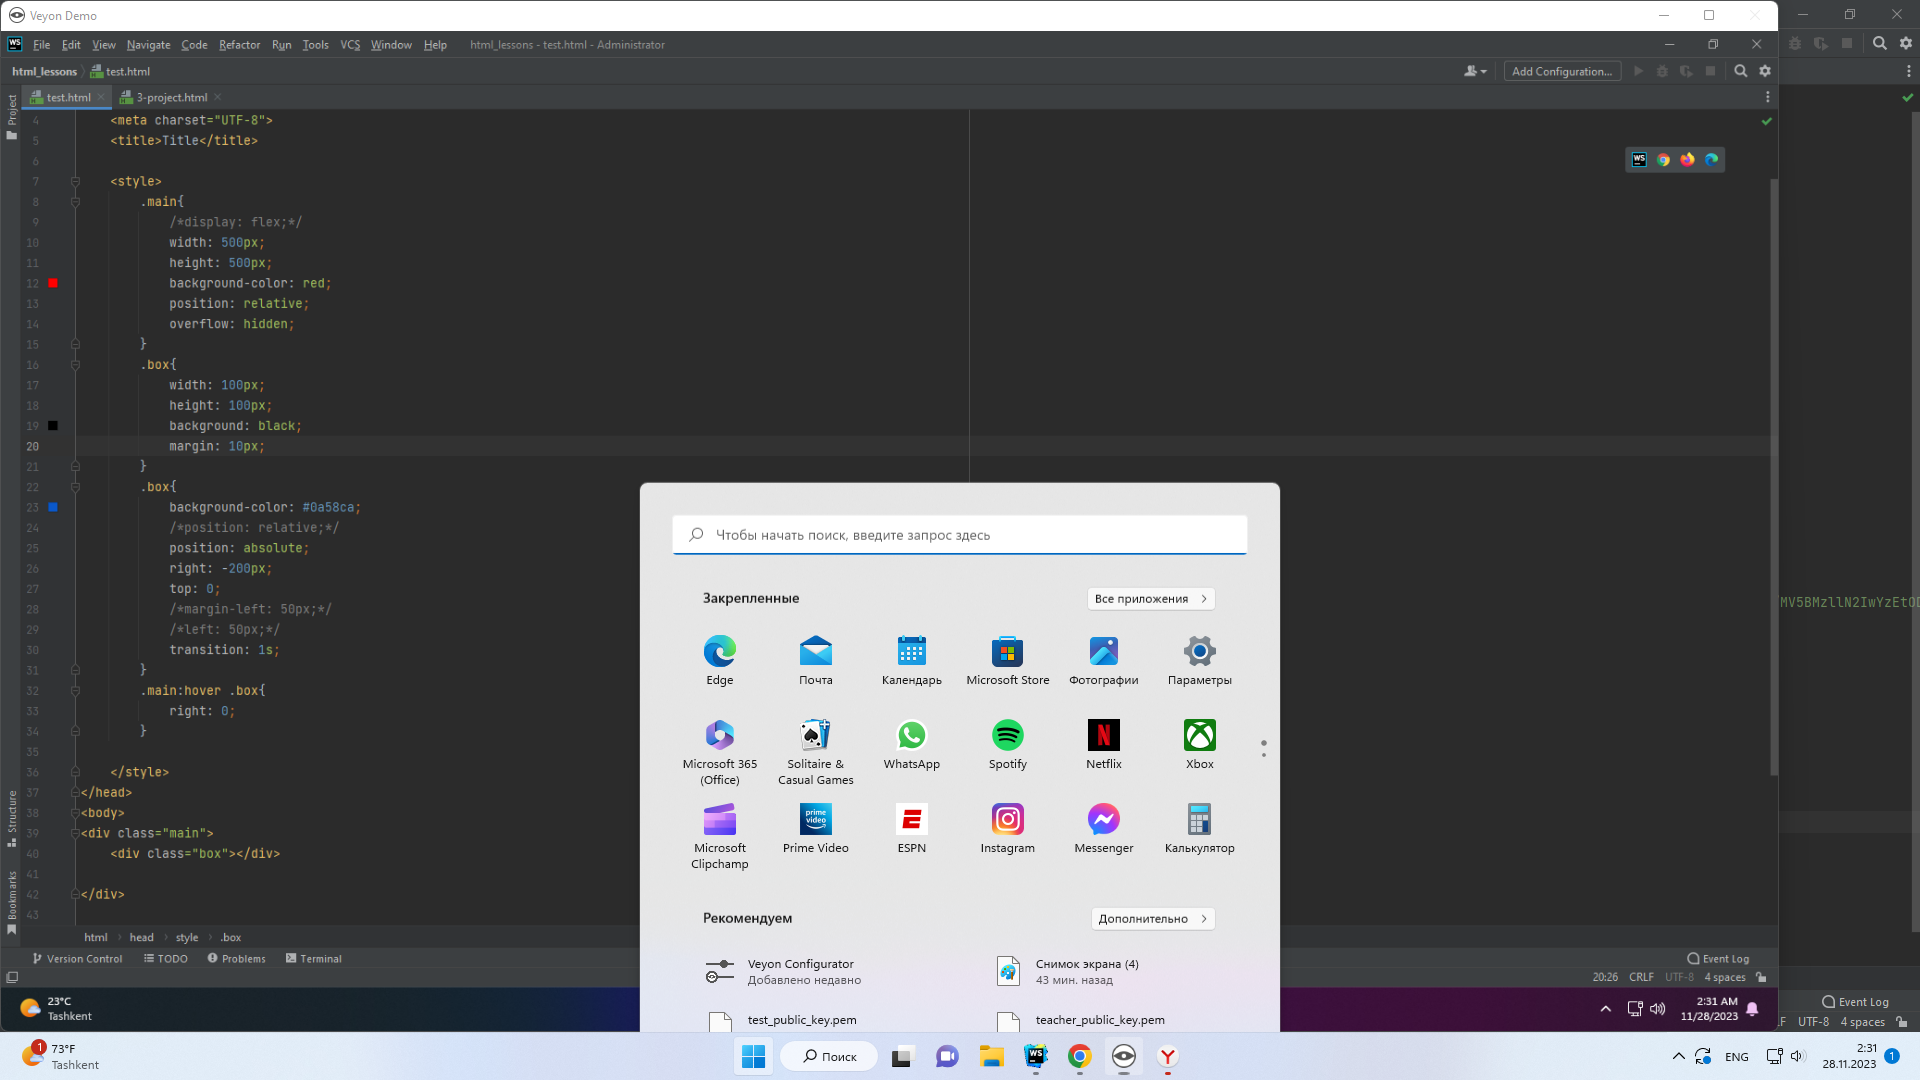 Veyon Demo
File Edit View Navigate Code Refactor Run Tools VCS Window Help html_lessons - test.html - Administrator
html_lessons test.html Add Configuration...
Project
test.html 3-project.html
4 <meta charset="UTF-8">
5 <title>Title</title>
6
7 <style>
8 .main{
9 /*display: flex;*/
10 width: 500px;
11 height: 500px;
12 background-color: red;
13 position: relative;
14 overflow: hidden;
15 }
16 .box{
17 width: 100px;
18 height: 100px;
19 background: black;
20 margin: 10px;
21 }
22 .box{
23 background-color: #0a58ca;
24 /*position: relative;*/
25 position: absolute;
26 right: -200px;
27 top: 0;
28 /*margin-left: 50px;*/
29 /*left: 50px;*/
30 transition: 1s;
31 }
32 .main:hover .box{
33 right: 0;
34 }
35
36 </style>
37 </head>
38 <body>
39 <div class="main">
40 <div class="box"></div>
41
42 </div>
43
Structure
Bookmarks
html head style .box
Version Control TODO Problems Terminal Event Log
20:26 CRLF UTF-8 4 spaces
23°C
Tashkent
2:31 AM
11/28/2023
Чтобы начать поиск, введите запрос здесь
Закрепленные Все приложения
Edge Почта Календарь Microsoft Store Фотографии Параметры
Microsoft 365 (Office) Solitaire & Casual Games WhatsApp Spotify Netflix Xbox
Microsoft Clipchamp prime video Prime Video ESPN Instagram Messenger Калькулятор
Рекомендуем Дополнительно
Veyon Configurator
Добавлено недавно
Снимок экрана (4)
43 мин. назад
test_public_key.pem teacher_public_key.pem
Event Log
UTF-8 4 spaces
1
73°F
Tashkent
Поиск
ENG
2:31
28.11.2023
1